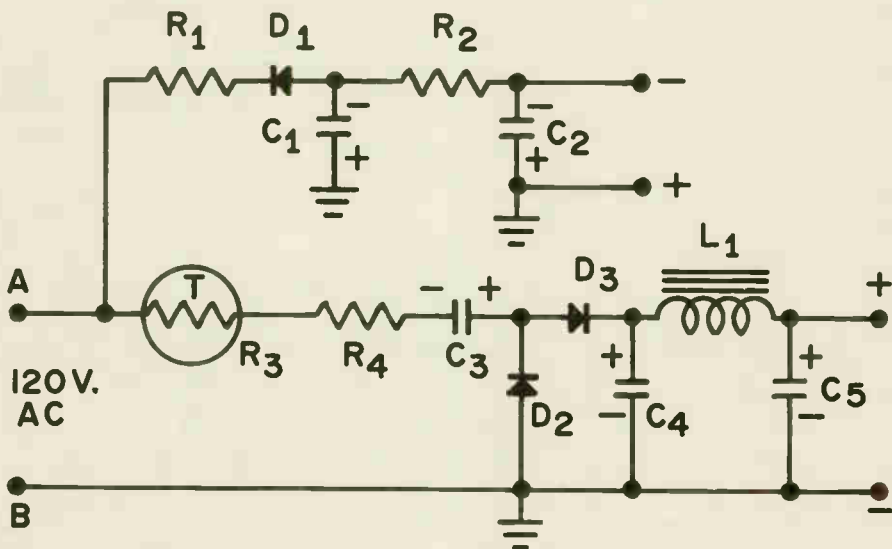 R1 D1 R2
−
C1 − + C2 − +
+
A T D3 L1 +
− +
R3 R4 C3 + C4 − + C5 −
120V. AC
D2
B −